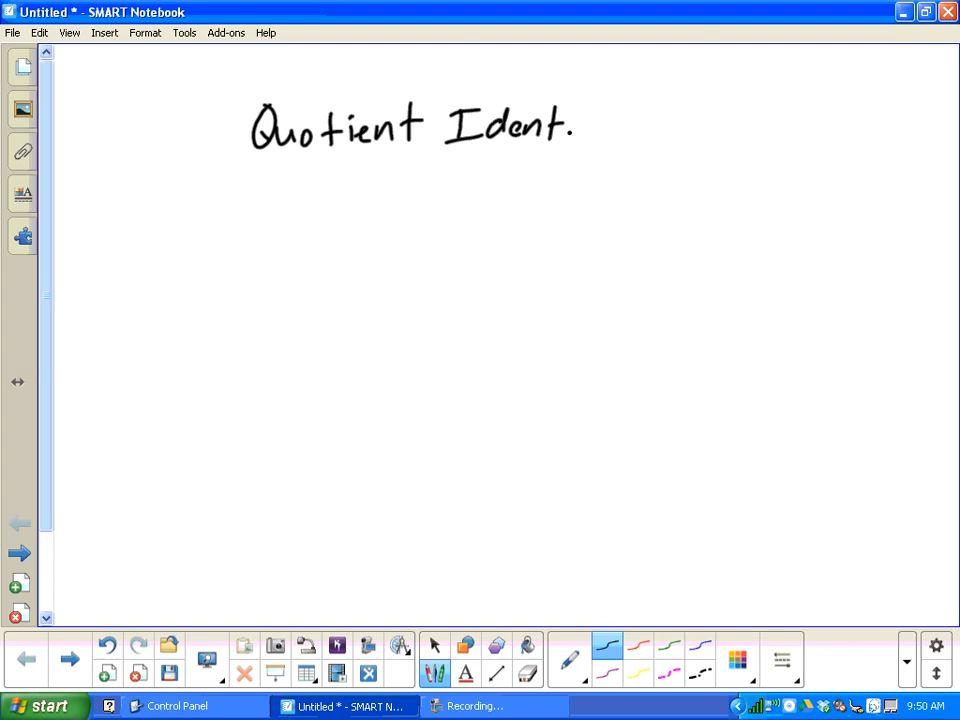 Untitled * - SMART Notebook
File Edit View Insert Format Tools Add-ons Help
Quotient Ident.
start Control Panel Untitled * - SMART N... Recording... 9:50 AM